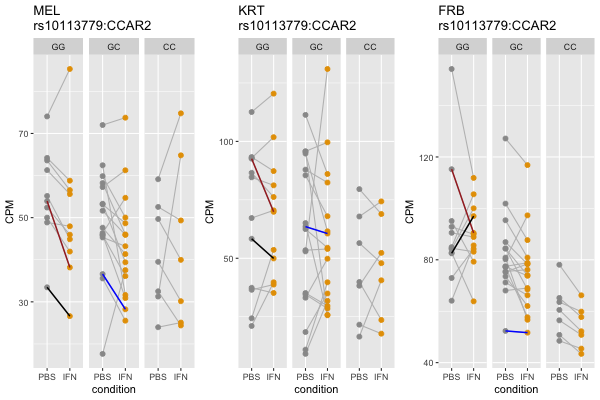 MEL
rs10113779:CCAR2
GG GC CC
CPM
70
50
30
PBS IFN PBS IFN PBS IFN
condition
KRT
rs10113779:CCAR2
GG GC CC
CPM
100
50
PBS IFN PBS IFN PBS IFN
condition
FRB
rs10113779:CCAR2
GG GC CC
CPM
120
80
40
PBS IFN PBS IFN PBS IFN
condition